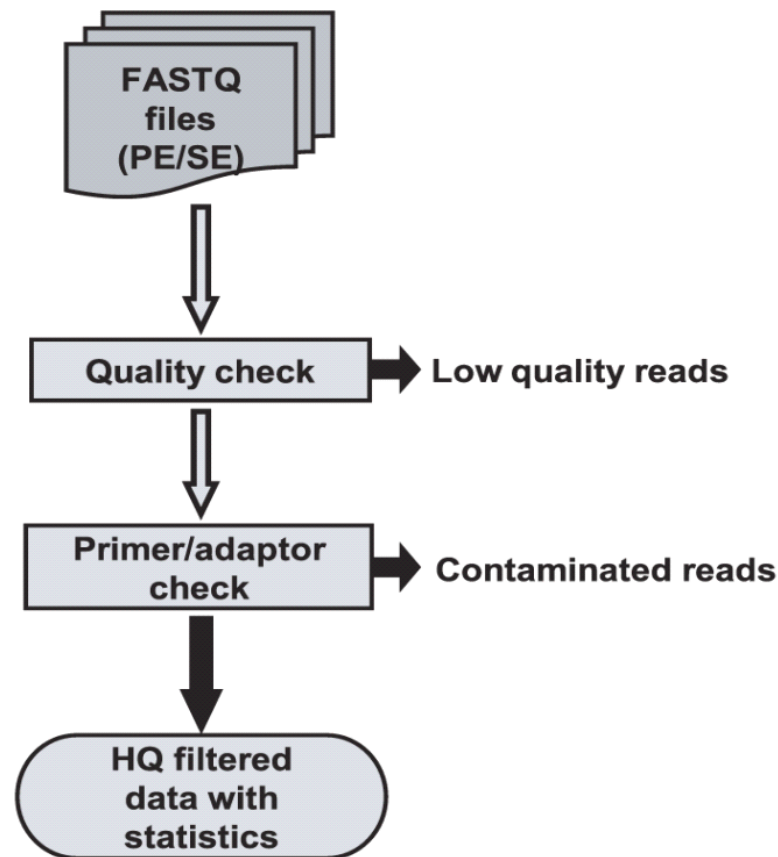 FASTQ
files
(PE/SE)
Quality check
Low quality reads
Primer/adaptor
check
Contaminated reads
HQ filtered
data with
statistics